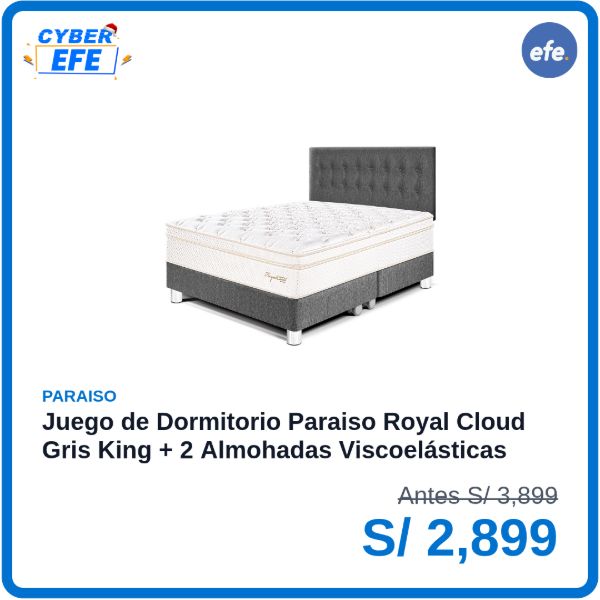 CYBER
EFE
efe.
PARAISO
Juego de Dormitorio Paraiso Royal Cloud
Gris King + 2 Almohadas Viscoelásticas
Antes S/ 3,899
S/ 2,899